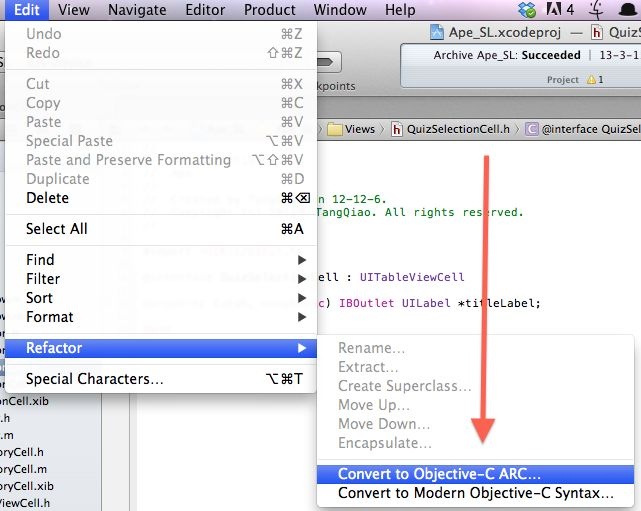 Edit View Navigate Editor Product Window Help 4
Ape_SL.xcodeproj — QuizS
Archive Ape_SL: Succeeded | 13-3-1
Project 1
Undo ⌘Z
Redo ⇧⌘Z
Cut ⌘X
Copy ⌘C
Paste ⌘V
Special Paste ⌥⌘V
Paste and Preserve Formatting ⌥⇧⌘V
Duplicate ⌘D
Delete ⌘⌫
Select All ⌘A
Find
Filter
Sort
Format
Refactor
Special Characters… ⌥⌘T
kpoints
Views › QuizSelectionCell.h › @interface QuizSel
n 12-12-6.
TangQiao. All rights reserved.
ell : UITableViewCell
c) IBOutlet UILabel *titleLabel;
Rename…
Extract…
Create Superclass…
Move Up…
Move Down…
Encapsulate…
Convert to Objective-C ARC…
Convert to Modern Objective-C Syntax…
onCell.xib
.h
.m
oryCell.h
oryCell.m
oryCell.xib
ViewCell.h